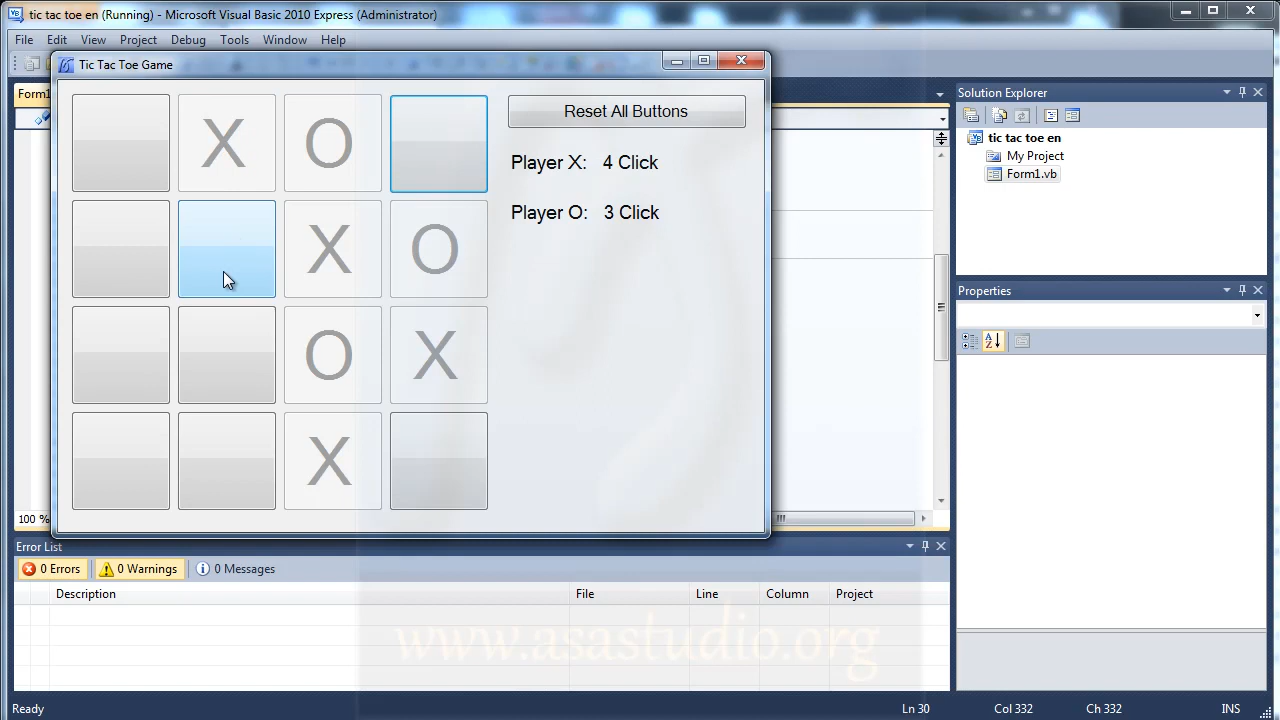 tic tac toe en (Running) - Microsoft Visual Basic 2010 Express (Administrator)
File Edit View Project Debug Tools Window Help
Tic Tac Toe Game
Form1
X O
Reset All Buttons
Player X: 4 Click
X O
Player O: 3 Click
O X
X
100 %
Solution Explorer
tic tac toe en
My Project
Form1.vb
Properties
Error List
0 Errors 0 Warnings 0 Messages
Description File Line Column Project
www.asastudio.org
Ready Ln 30 Col 332 Ch 332 INS